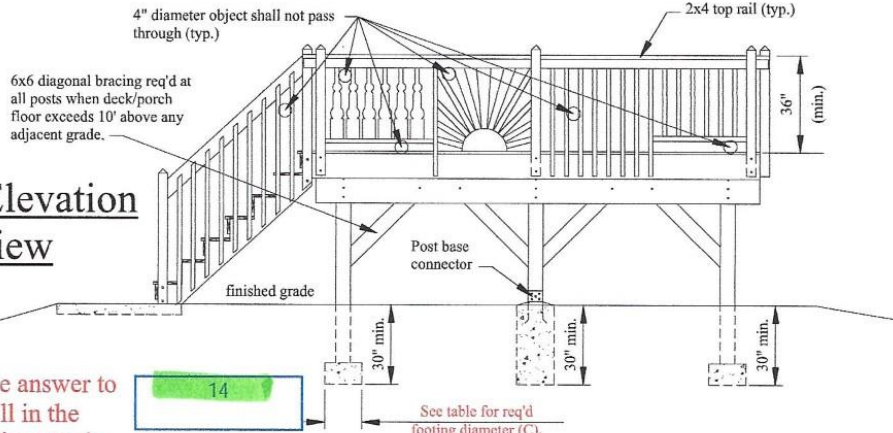 4" diameter object shall not pass
through (typ.)
2x4 top rail (typ.)
6x6 diagonal bracing req'd at
all posts when deck/porch
floor exceeds 10' above any
adjacent grade.
36"
(min.)
Elevation
iew
Post base
connector
finished grade
30" min.
30" min.
30" min.
e answer to
ll in the
14
See table for req'd
footing diameter (C).